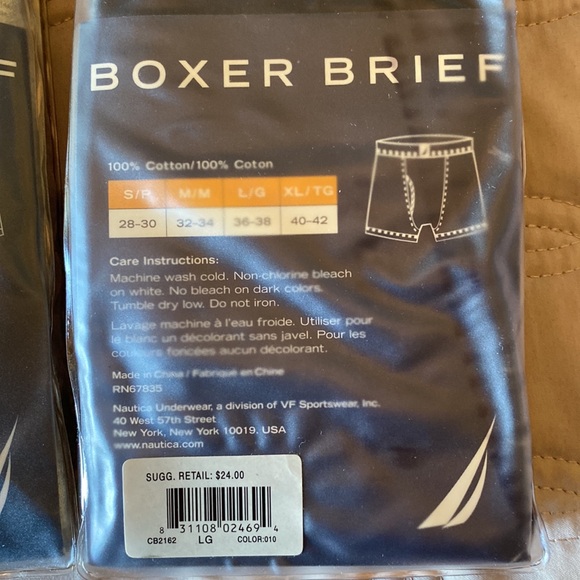 BOXER BRIEF
100% Cotton/100% Coton
S/P M/M L/G XL/TG
28–30 32–34 36–38 40–42
Care Instructions:
Machine wash cold. Non-chlorine bleach
on white. No bleach on dark colors.
Tumble dry low. Do not iron.
Lavage machine à l'eau froide. Utiliser pour
le blanc un décolorant sans javel. Pour les
couleurs foncées aucun décolorant.
Made in China / Fabriqué en Chine
RN67835
Nautica Underwear, a division of VF Sportswear, Inc.
40 West 57th Street
New York, New York 10019. USA
www.nautica.com
SUGG. RETAIL: $24.00
8 31108 02469 4
CB2162 LG COLOR:010